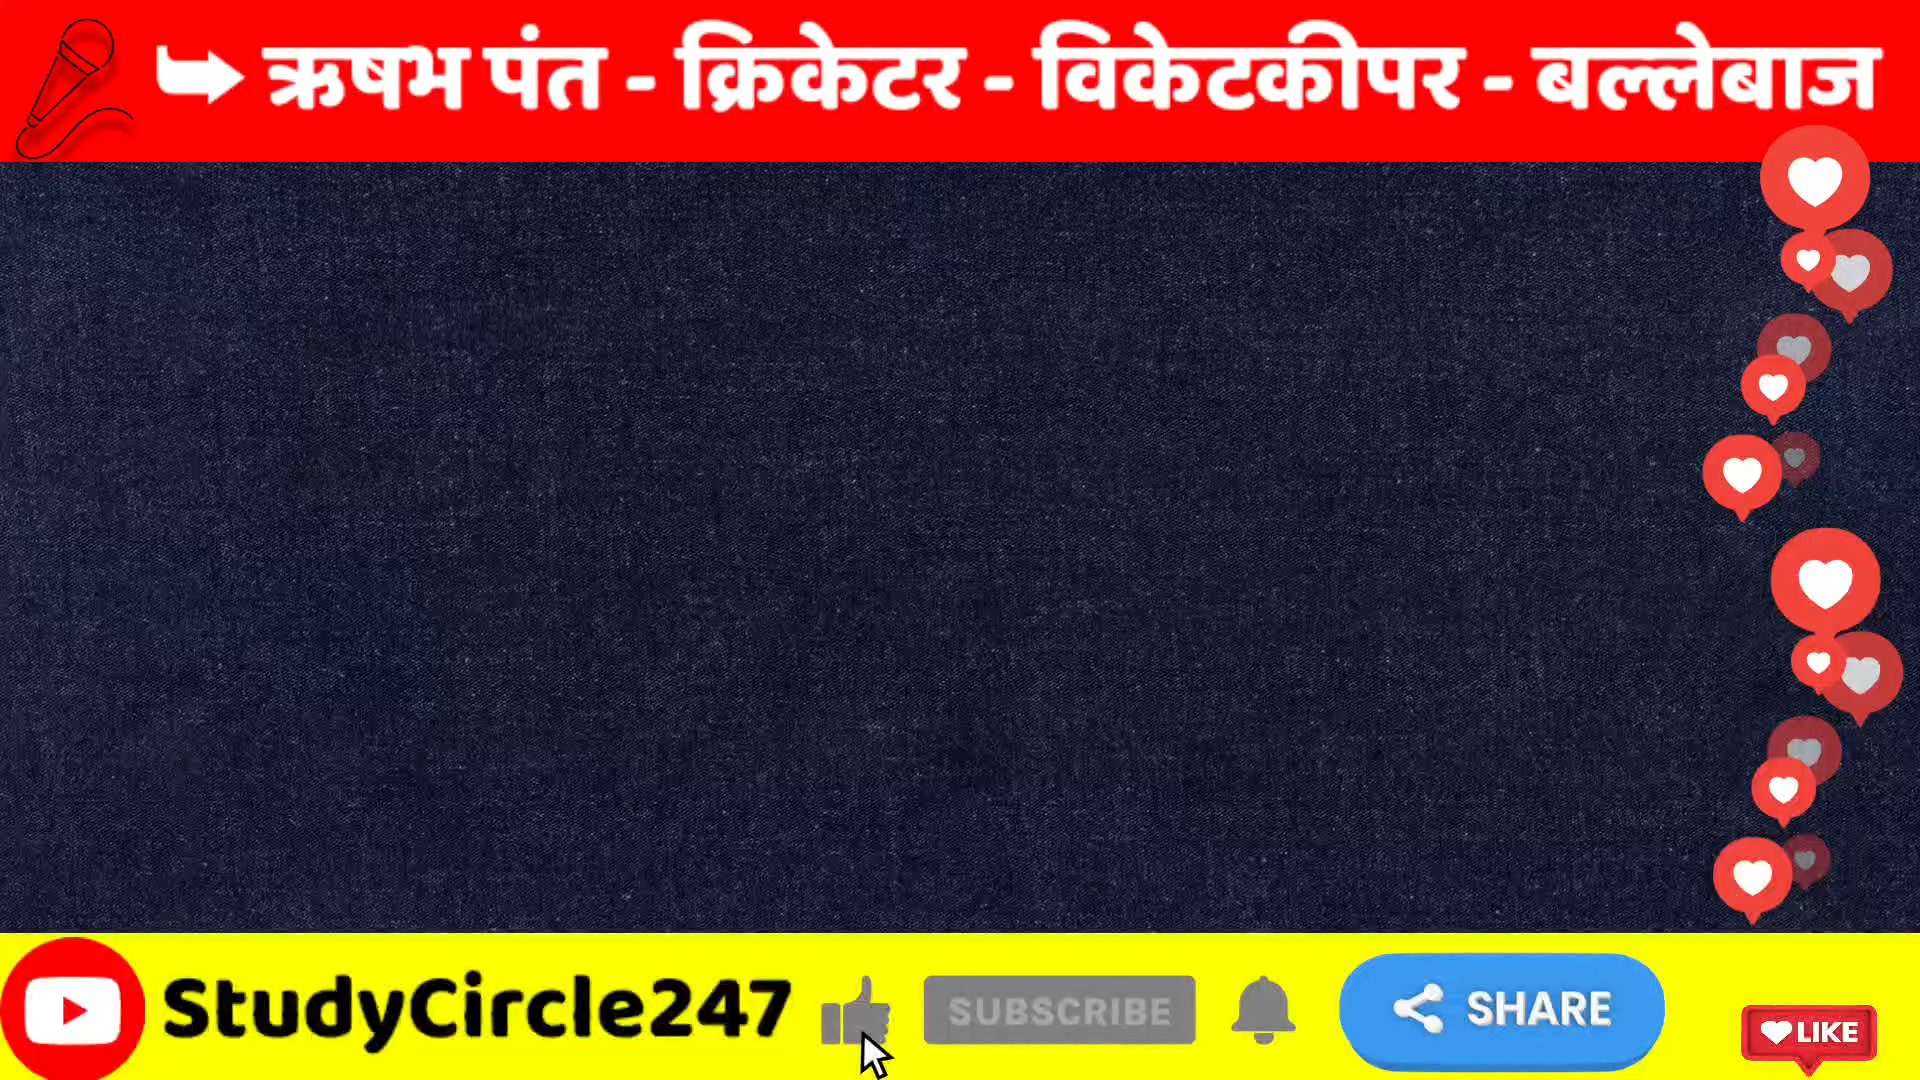 ऋषभ पंत - क्रिकेटर - विकेटकीपर - बल्लेबाज
StudyCircle247
SUBSCRIBE
SHARE
LIKE